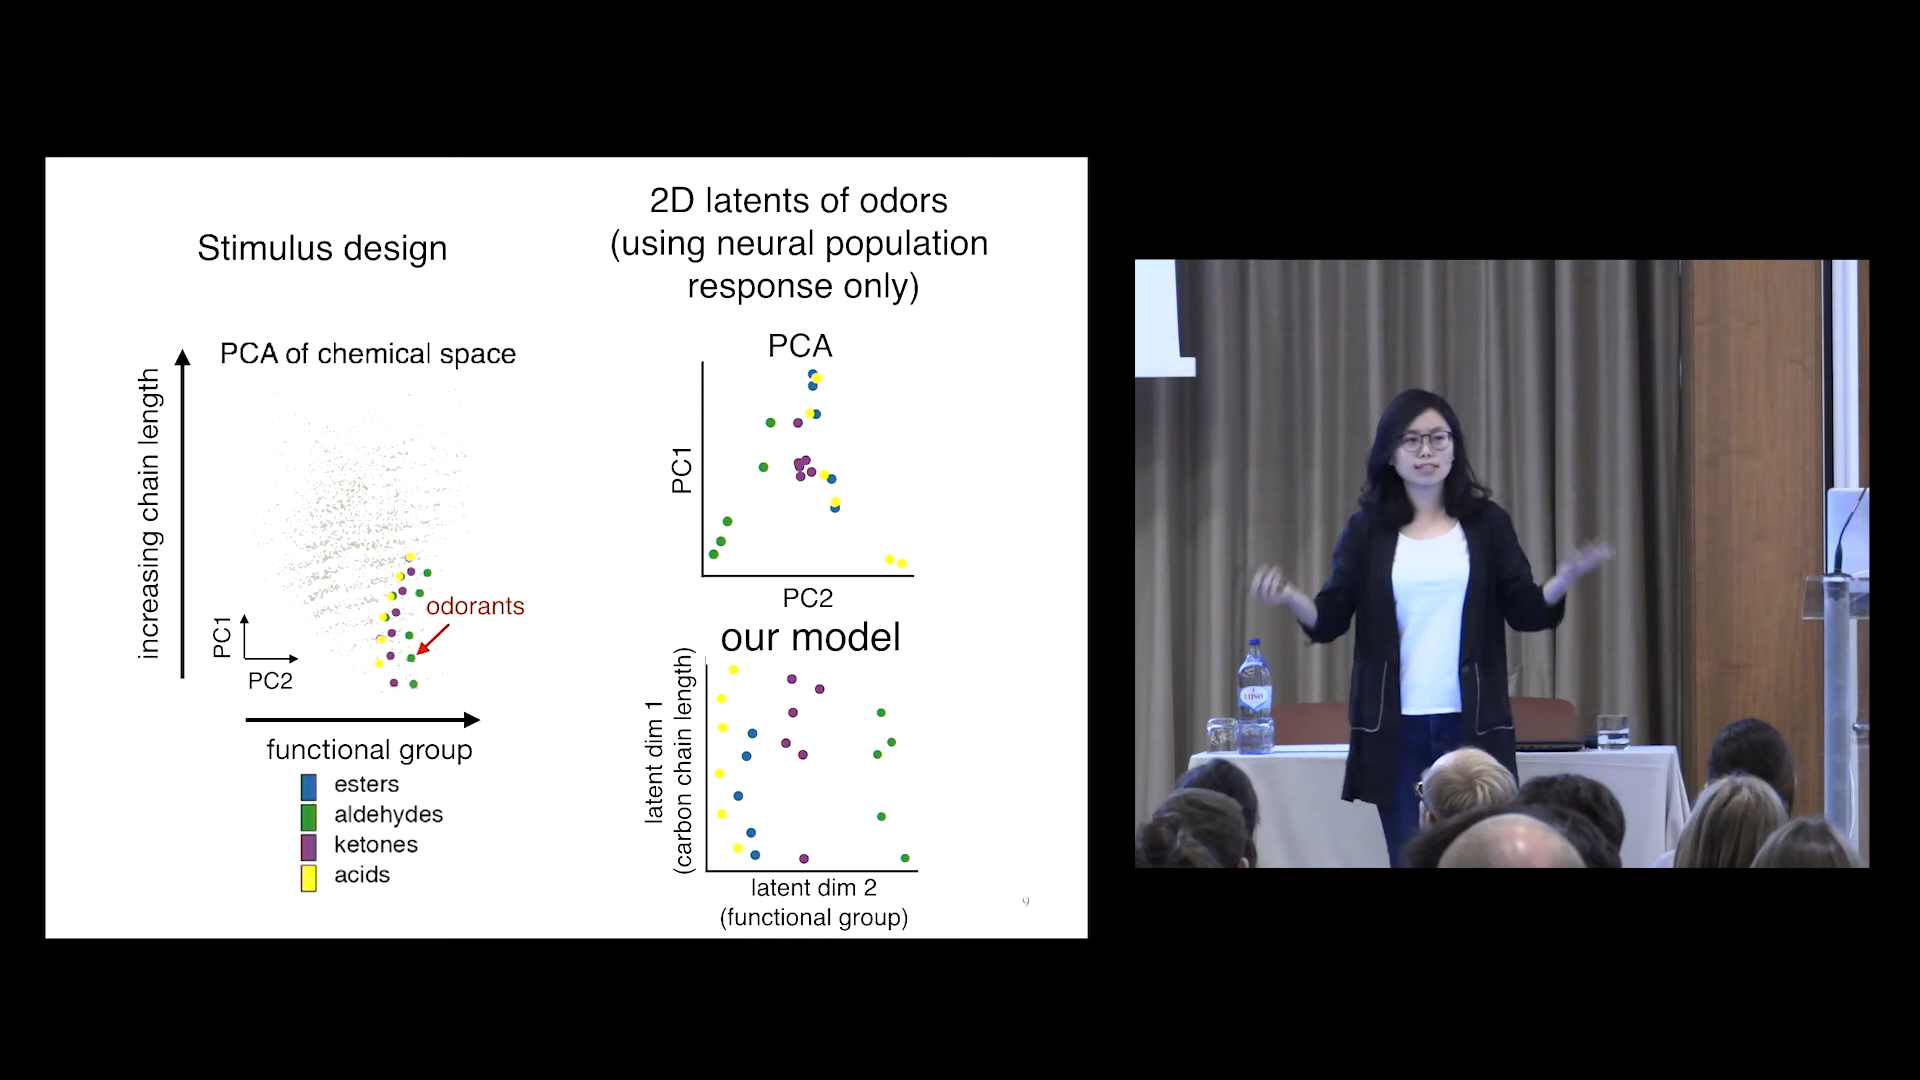 Stimulus design
PCA of chemical space
increasing chain length
odorants
PC1
PC2
functional group
esters
aldehydes
ketones
acids
2D latents of odors
(using neural population
response only)
PCA
PC1
PC2
our model
latent dim 1
(carbon chain length)
latent dim 2
(functional group)
9